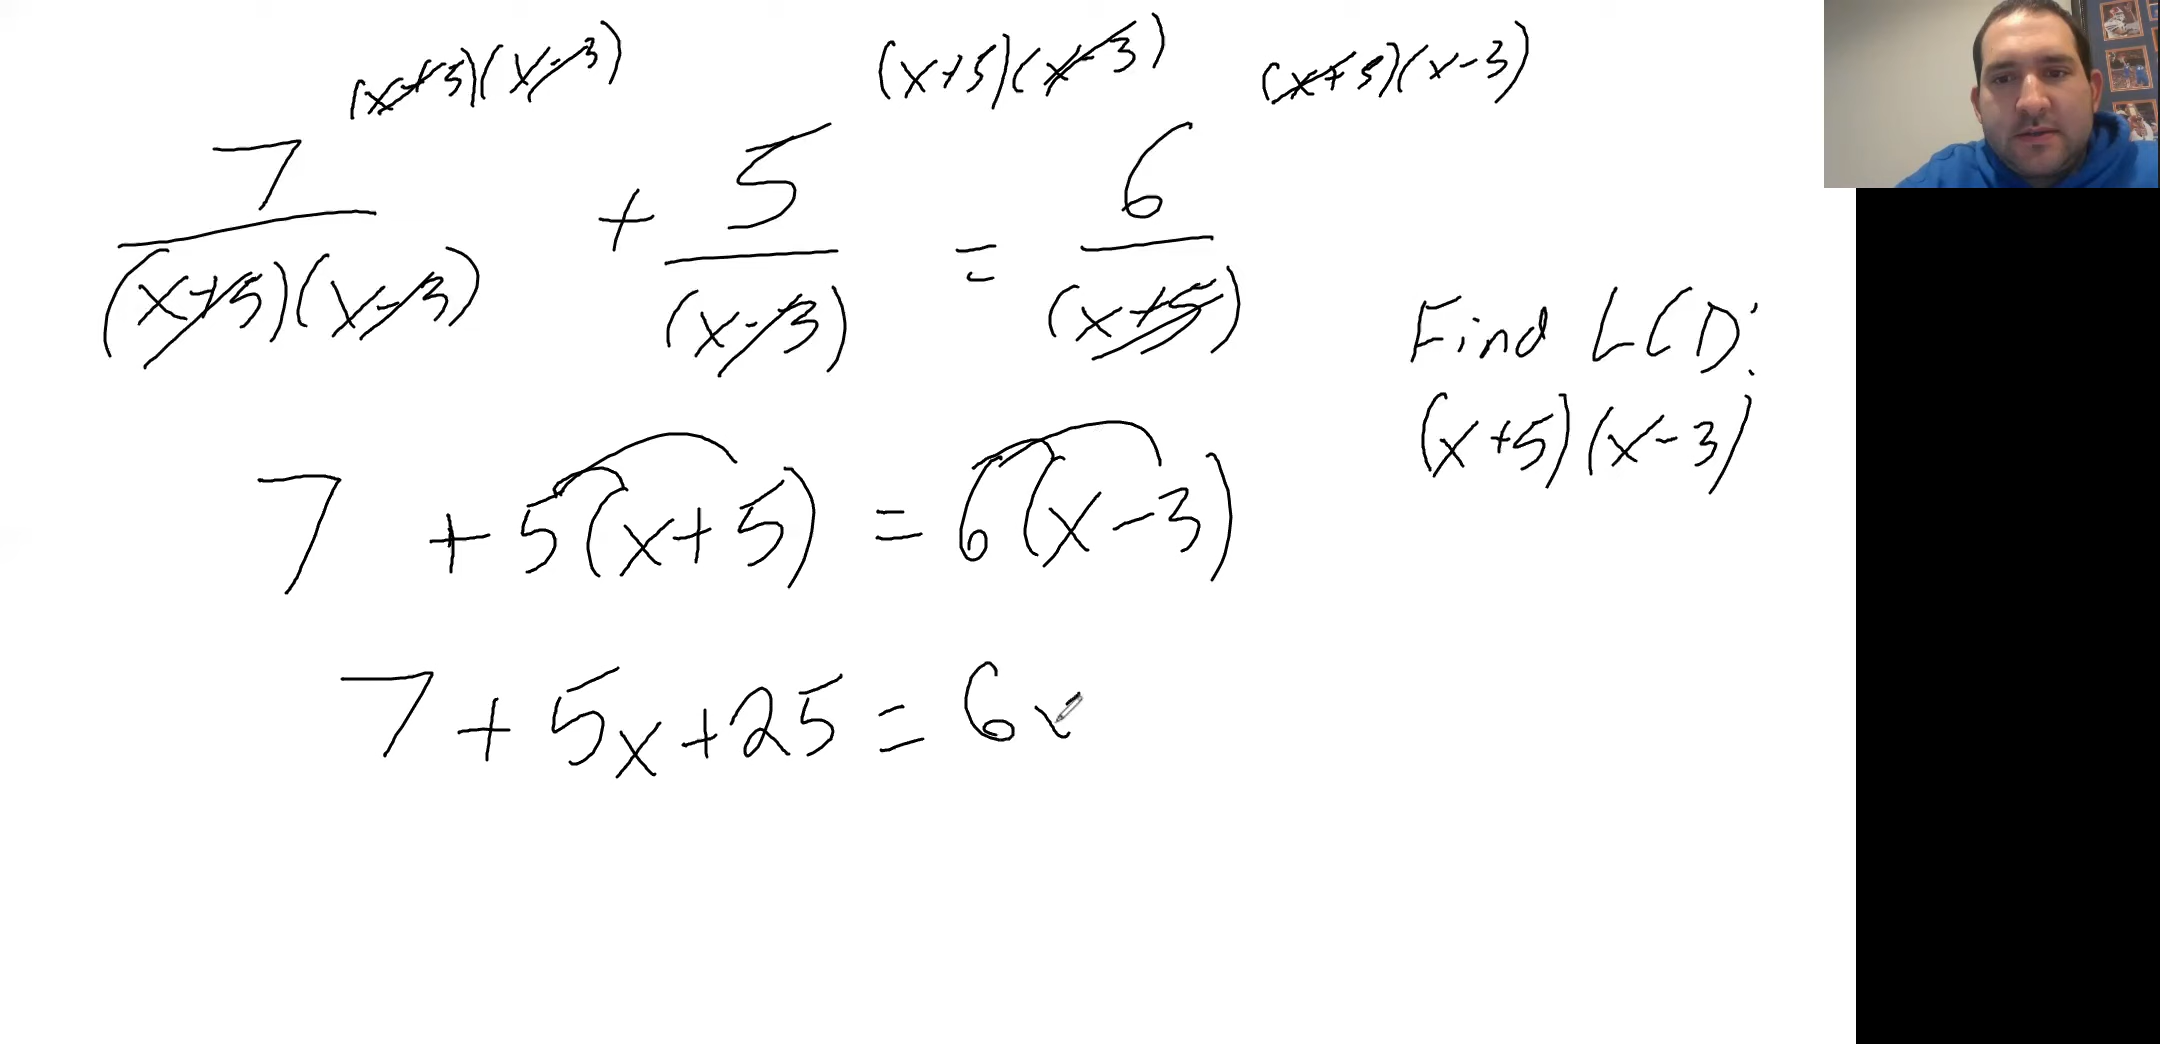 (x+5)(x-3) (x+5)(x-3) (x+5)(x-3)
7/((x+5)(x-3)) + 5/(x-3) = 6/(x+5)
Find LCD:
(x+5)(x-3)
7 + 5(x+5) = 6(x-3)
7 + 5x + 25 = 6x